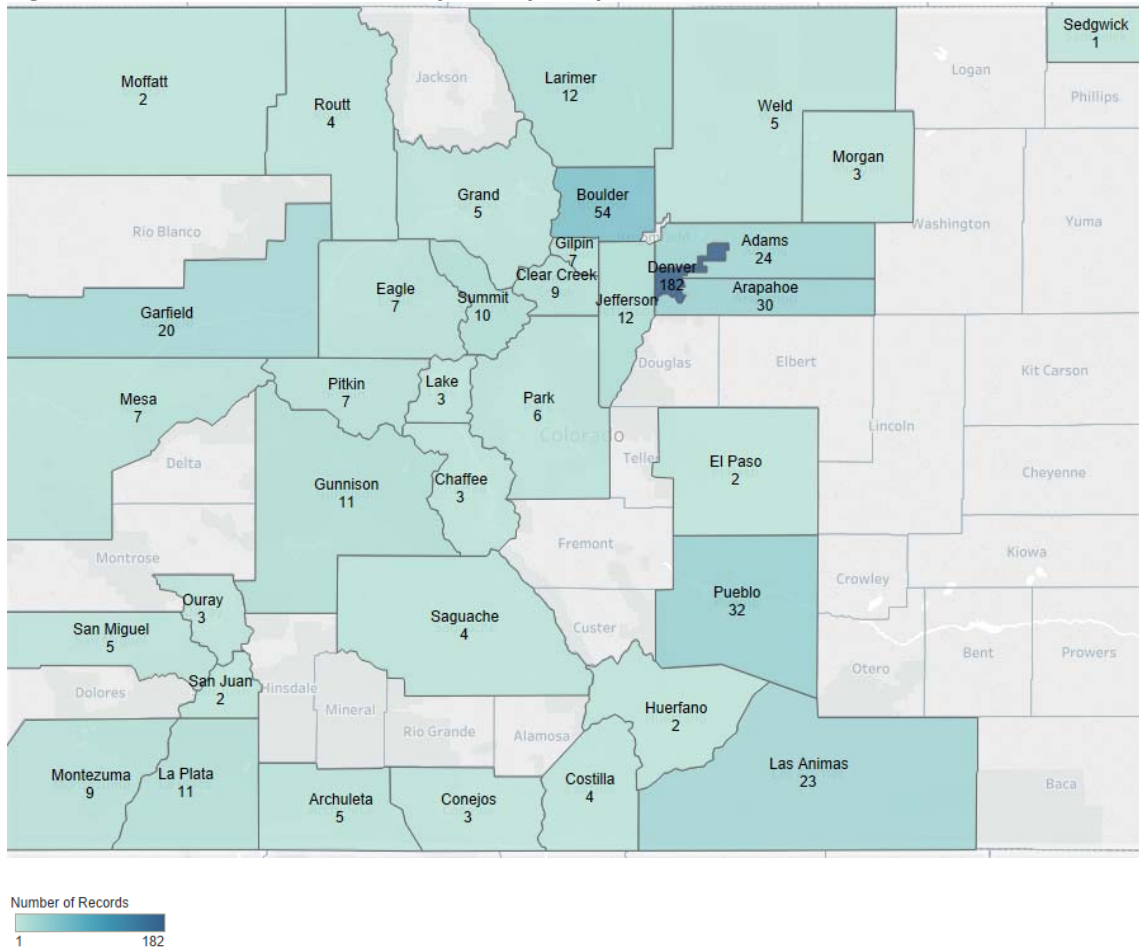 Sedgwick
1
Moffatt
2
Jackson
Larimer
12
Logan
Routt
4
Weld
5
Phillips
Morgan
3
Grand
5
Boulder
54
Rio Blanco
Washington
Yuma
Gilpin
7
Adams
24
Denver
182
Clear Creek
9
Eagle
7
Summit
10
Jefferson
12
Arapahoe
30
Garfield
20
Douglas
Elbert
Kit Carson
Mesa
7
Pitkin
7
Lake
3
Park
6
Colorado
Lincoln
Delta
Teller
El Paso
2
Cheyenne
Gunnison
11
Chaffee
3
Montrose
Fremont
Kiowa
Crowley
Ouray
3
Pueblo
32
San Miguel
5
Saguache
4
Custer
Bent
Prowers
Otero
Dolores
San Juan
2
Hinsdale
Mineral
Huerfano
2
Rio Grande
Alamosa
Montezuma
9
La Plata
11
Las Animas
23
Costilla
4
Baca
Archuleta
5
Conejos
3
Number of Records
1 182